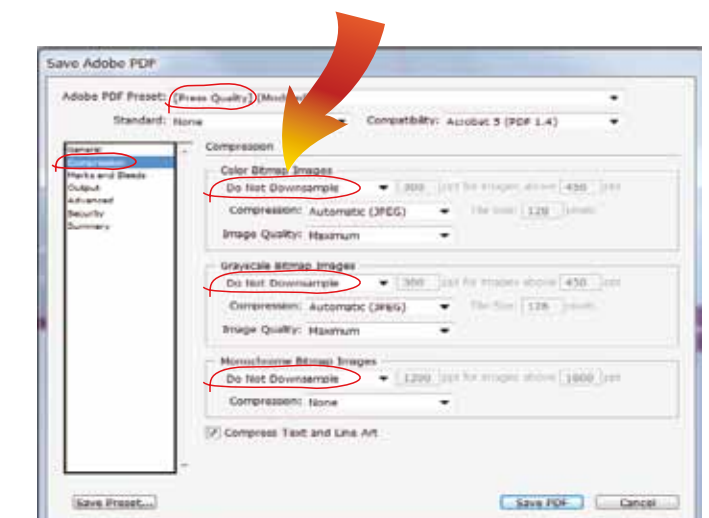 Save Adobe PDF
Adobe PDF Preset: [Press Quality]
Standard: None Compatibility: Acrobat 5 (PDF 1.4)
General
Compression
Marks and Bleeds
Output
Advanced
Security
Summary
Compression
Color Bitmap Images
Do Not Downsample 300 ppi for images above 450 ppi
Compression: Automatic (JPEG) Tile Size: 128 pixels
Image Quality: Maximum
Grayscale Bitmap Images
Do Not Downsample 300 ppi for images above 450 ppi
Compression: Automatic (JPEG) Tile Size: 128 pixels
Image Quality: Maximum
Monochrome Bitmap Images
Do Not Downsample 1200 ppi for images above 1800 ppi
Compression: None
Compress Text and Line Art
Save Preset... Save PDF Cancel